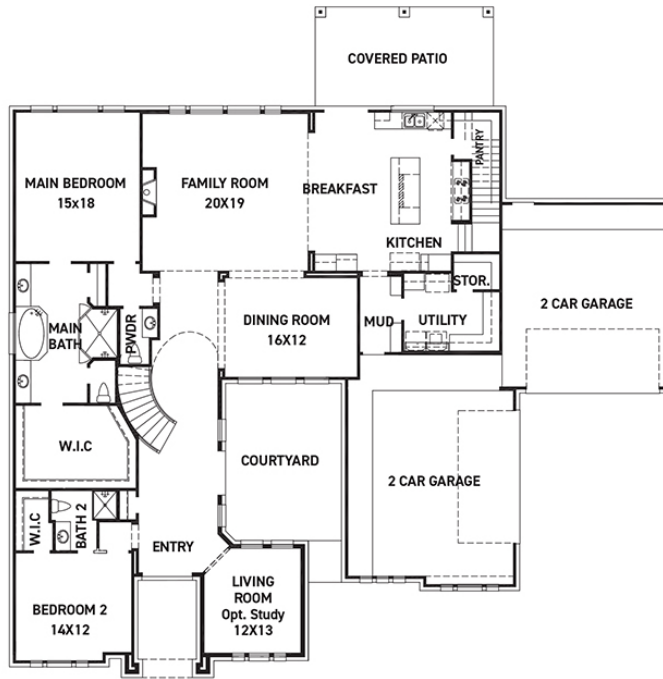 COVERED PATIO
PANTRY
MAIN BEDROOM
15x18
FAMILY ROOM
20X19
BREAKFAST
KITCHEN
STOR.
2 CAR GARAGE
MAIN
BATH
PWDR
DINING ROOM
16X12
MUD
UTILITY
W.I.C
COURTYARD
2 CAR GARAGE
W.I.C
BATH 2
ENTRY
BEDROOM 2
14X12
LIVING
ROOM
Opt. Study
12X13